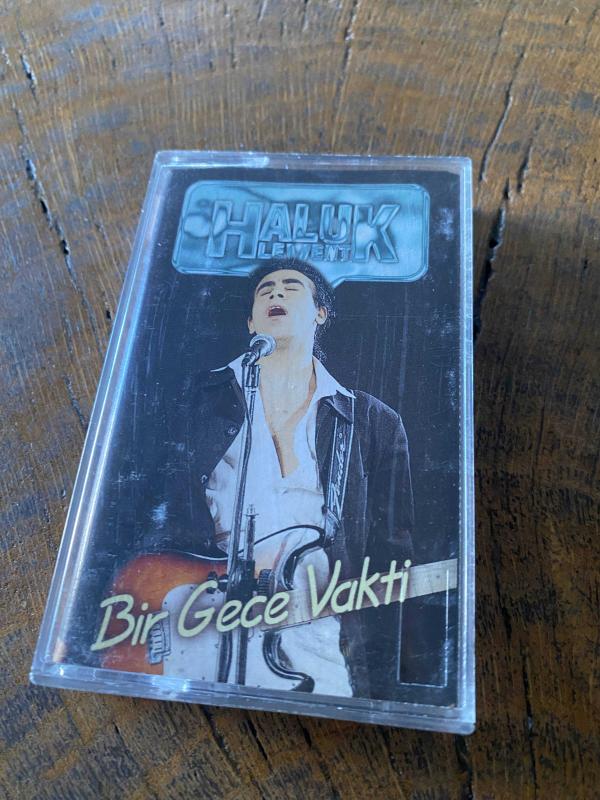 HALUK
LEVENT
Bir Gece Vakti